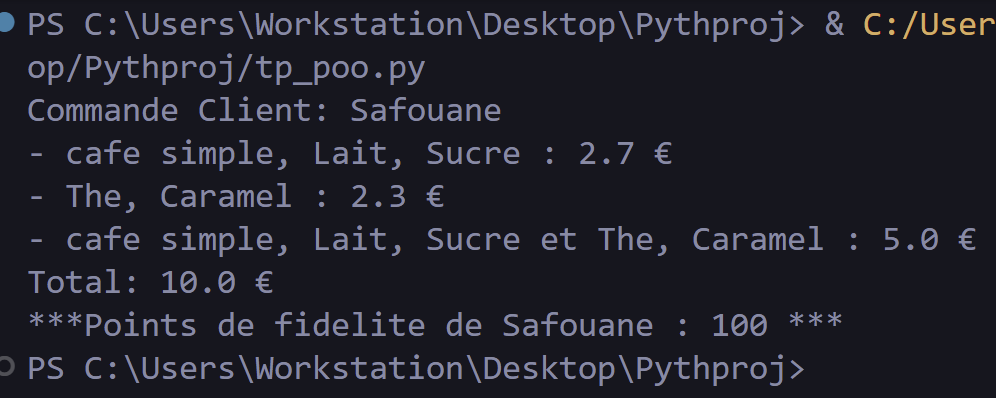 PS C:\Users\Workstation\Desktop\Pythproj> & C:/User
op/Pythproj/tp_poo.py
Commande Client: Safouane
- cafe simple, Lait, Sucre : 2.7 €
- The, Caramel : 2.3 €
- cafe simple, Lait, Sucre et The, Caramel : 5.0 €
Total: 10.0 €
***Points de fidelite de Safouane : 100 ***
PS C:\Users\Workstation\Desktop\Pythproj>